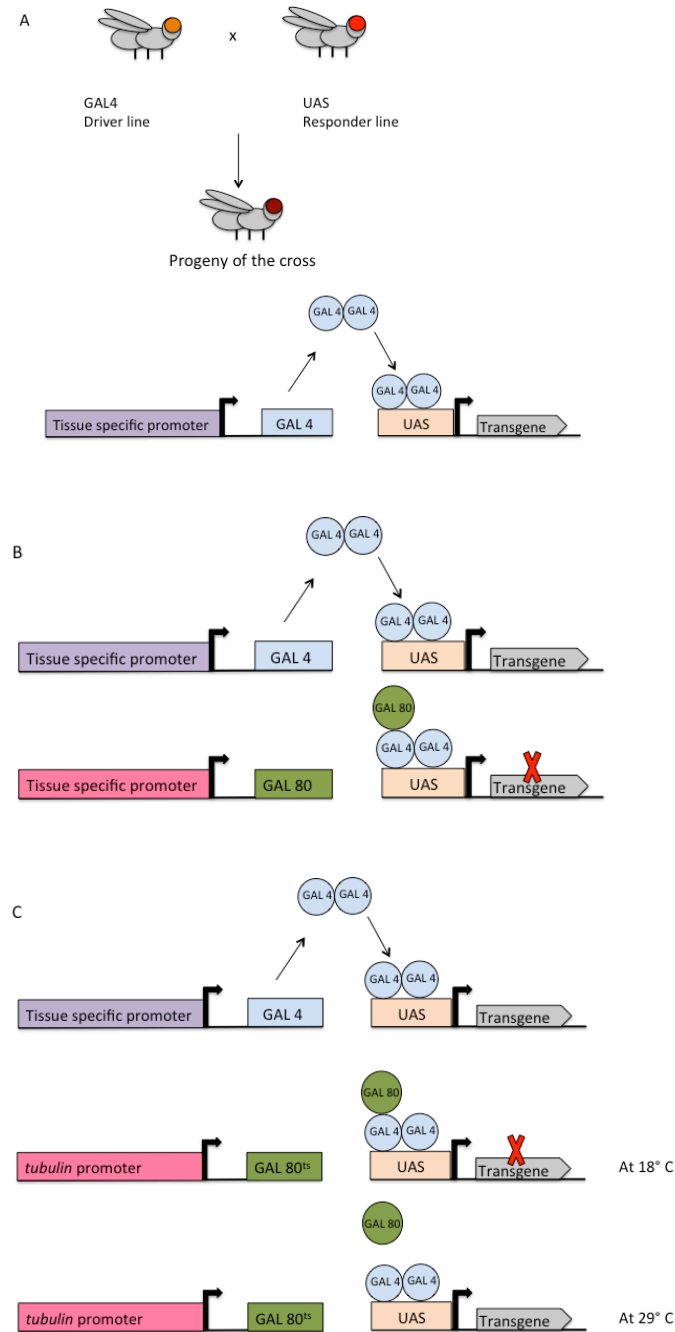 A
x
GAL4
Driver line
UAS
Responder line
Progeny of the cross
GAL 4 GAL 4
GAL 4 GAL 4
Tissue specific promoter GAL 4 UAS Transgene
B
GAL 4 GAL 4
GAL 4 GAL 4
Tissue specific promoter GAL 4 UAS Transgene
GAL 80
GAL 4 GAL 4
Tissue specific promoter GAL 80 UAS Transgene
C
GAL 4 GAL 4
GAL 4 GAL 4
Tissue specific promoter GAL 4 UAS Transgene
GAL 80
GAL 4 GAL 4
tubulin promoter GAL 80ts UAS Transgene At 18° C
GAL 80
GAL 4 GAL 4
tubulin promoter GAL 80ts UAS Transgene At 29° C